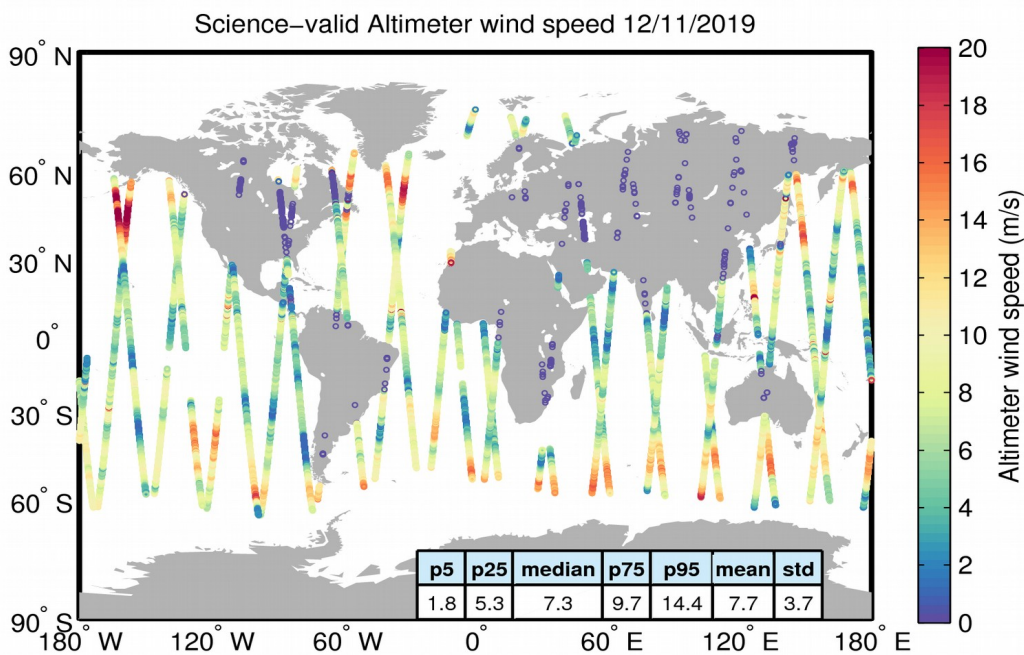 Science−valid Altimeter wind speed 12/11/2019
90° N
60° N
30° N
0°
30° S
60° S
90° S
180° W
120° W
60° W
0°
60° E
120° E
180° E
20
18
16
14
12
10
8
6
4
2
0
Altimeter wind speed (m/s)
p5 p25 median p75 p95 mean std
1.8 5.3 7.3 9.7 14.4 7.7 3.7